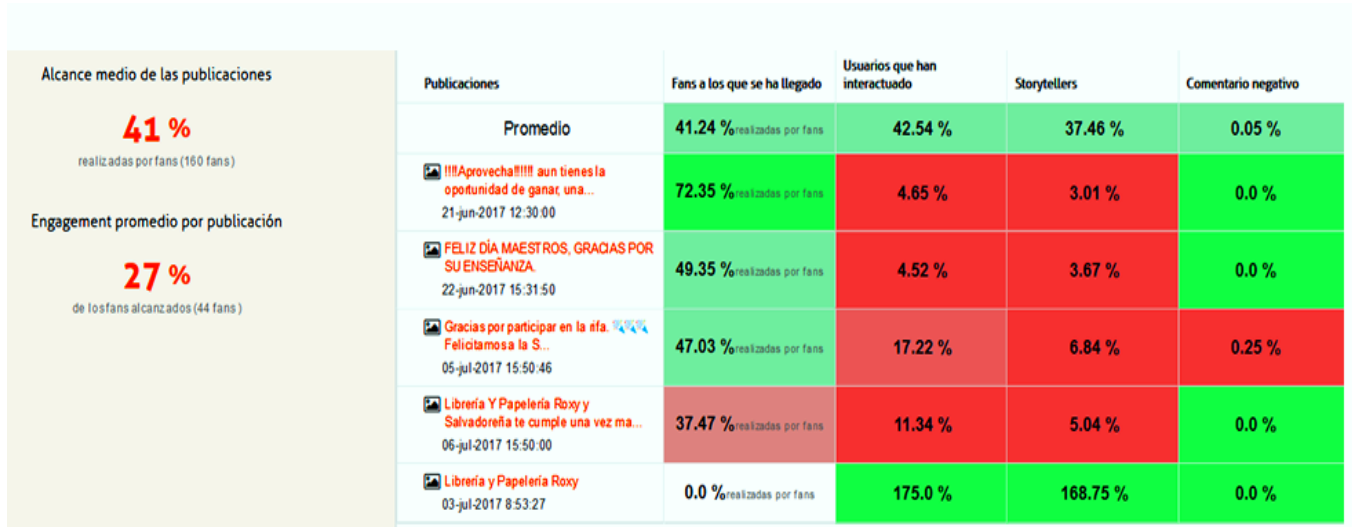 Alcance medio de las publicaciones
41 %
realizadas por fans (160 fans)
Engagement promedio por publicación
27 %
de los fans alcanzados (44 fans)
Publicaciones
Fans a los que se ha llegado
Usuarios que han
interactuado
Storytellers
Comentario negativo
Promedio
41.24 % realizadas por fans
42.54 %
37.46 %
0.05 %
!!!!Aprovecha!!!!!! aun tienes la
oportunidad de ganar, una...
21-jun-2017 12:30:00
72.35 % realizadas por fans
4.65 %
3.01 %
0.0 %
FELIZ DÍA MAESTROS, GRACIAS POR
SU ENSEÑANZA.
22-jun-2017 15:31:50
49.35 % realizadas por fans
4.52 %
3.67 %
0.0 %
Gracias por participar en la rifa.
Felicitamos a la S...
05-jul-2017 15:50:46
47.03 % realizadas por fans
17.22 %
6.84 %
0.25 %
Librería Y Papelería Roxy y
Salvadoreña te cumple una vez ma...
06-jul-2017 15:50:00
37.47 % realizadas por fans
11.34 %
5.04 %
0.0 %
Librería y Papelería Roxy
03-jul-2017 8:53:27
0.0 % realizadas por fans
175.0 %
168.75 %
0.0 %